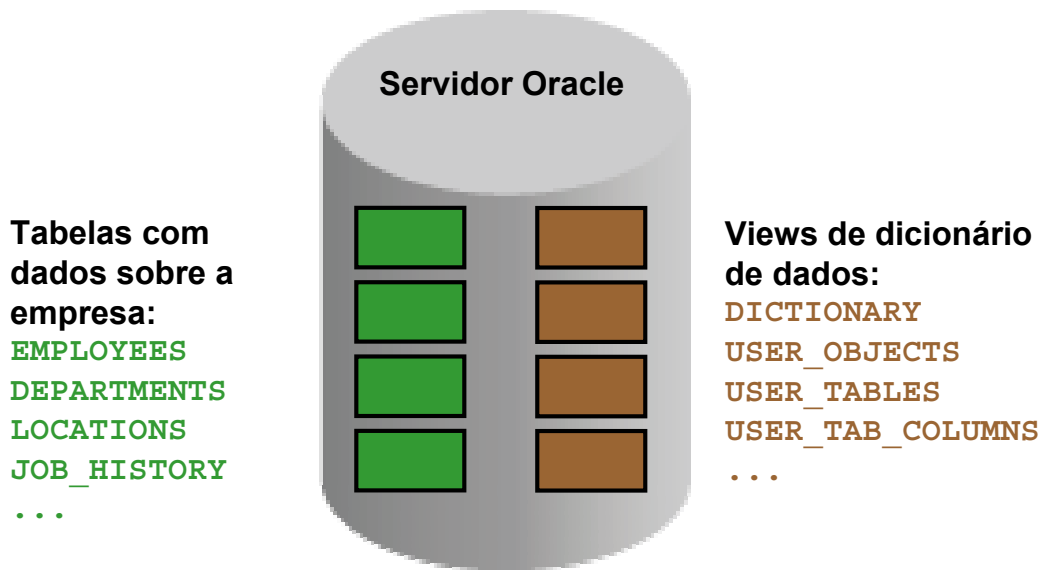 Servidor Oracle
Tabelas com
dados sobre a
empresa:
EMPLOYEES
DEPARTMENTS
LOCATIONS
JOB_HISTORY
...
Views de dicionário
de dados:
DICTIONARY
USER_OBJECTS
USER_TABLES
USER_TAB_COLUMNS
...